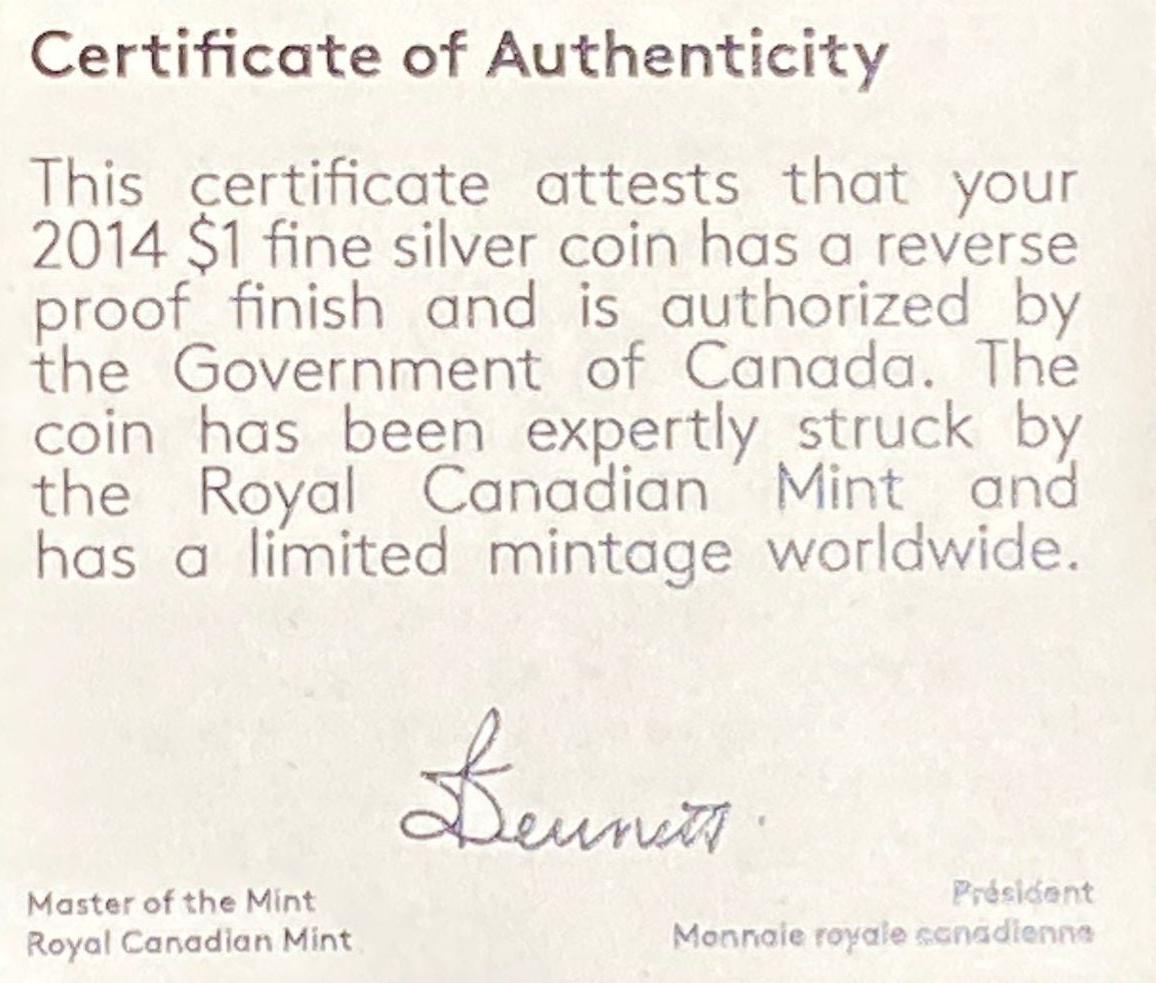 Certificate of Authenticity
This certificate attests that your
2014 $1 fine silver coin has a reverse
proof finish and is authorized by
the Government of Canada. The
coin has been expertly struck by
the Royal Canadian Mint and
has a limited mintage worldwide.
Bennett
Master of the Mint
Royal Canadian Mint
Président
Monnaie royale canadienne